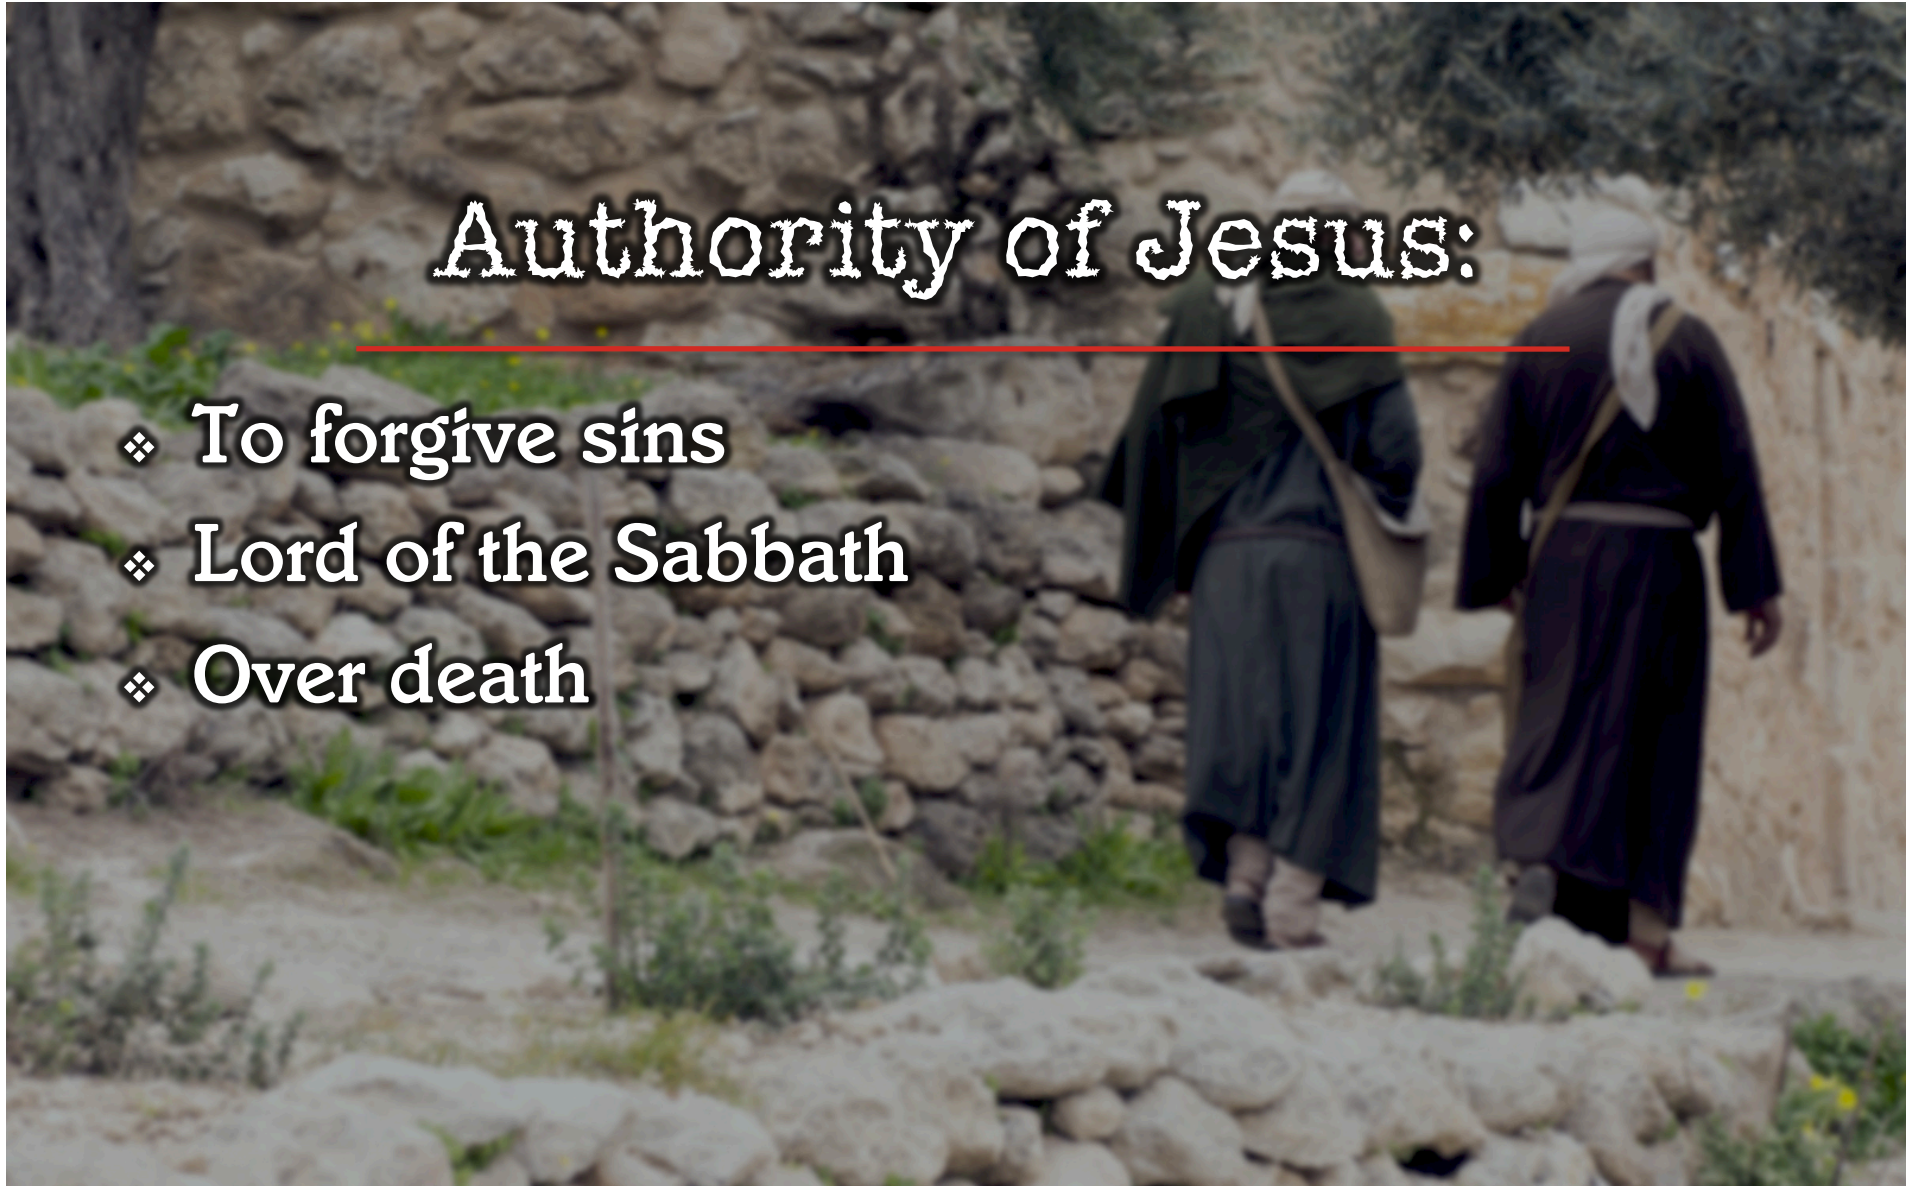 Authority of Jesus:
❖ To forgive sins
❖ Lord of the Sabbath
❖ Over death